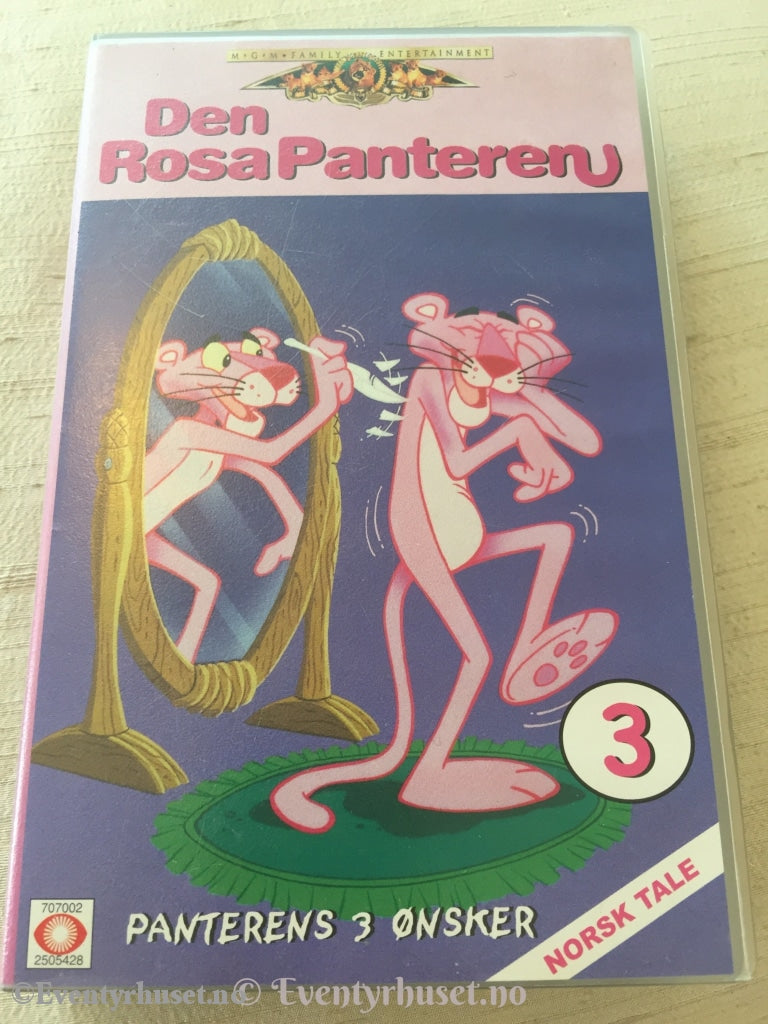 M•G•M•FAMILY ENTERTAINMENT
Den
Rosa Panteren
3
NORSK TALE
PANTERENS 3 ØNSKER
707002
2505428
©Eventyrhuset.no
© Eventyrhuset.no